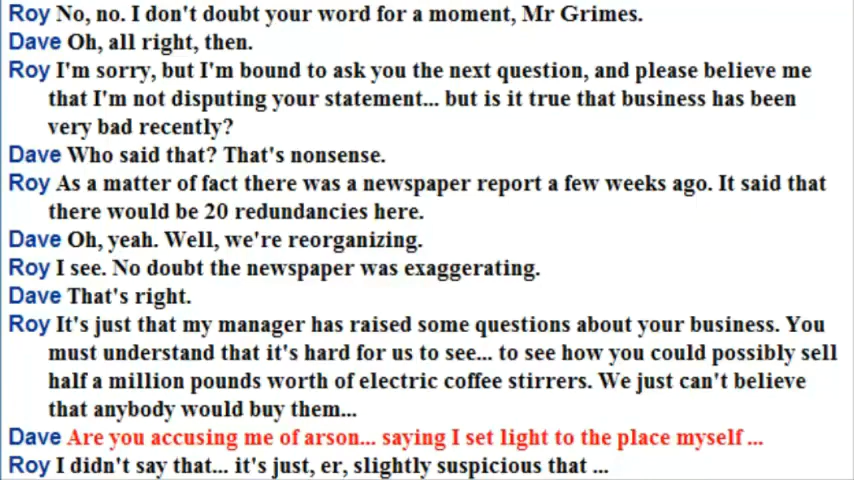 Roy No, no. I don't doubt your word for a moment, Mr Grimes.
Dave Oh, all right, then.
Roy I'm sorry, but I'm bound to ask you the next question, and please believe me
that I'm not disputing your statement... but is it true that business has been
very bad recently?
Dave Who said that? That's nonsense.
Roy As a matter of fact there was a newspaper report a few weeks ago. It said that
there would be 20 redundancies here.
Dave Oh, yeah. Well, we're reorganizing.
Roy I see. No doubt the newspaper was exaggerating.
Dave That's right.
Roy It's just that my manager has raised some questions about your business. You
must understand that it's hard for us to see... to see how you could possibly sell
half a million pounds worth of electric coffee stirrers. We just can't believe
that anybody would buy them...
Dave Are you accusing me of arson... saying I set light to the place myself ...
Roy I didn't say that... it's just, er, slightly suspicious that ...